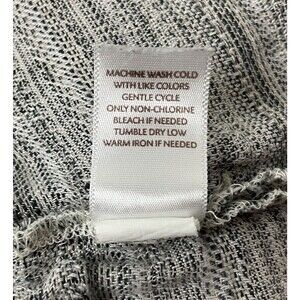 MACHINE WASH COLD
WITH LIKE COLORS
GENTLE CYCLE
ONLY NON-CHLORINE
BLEACH IF NEEDED
TUMBLE DRY LOW
WARM IRON IF NEEDED